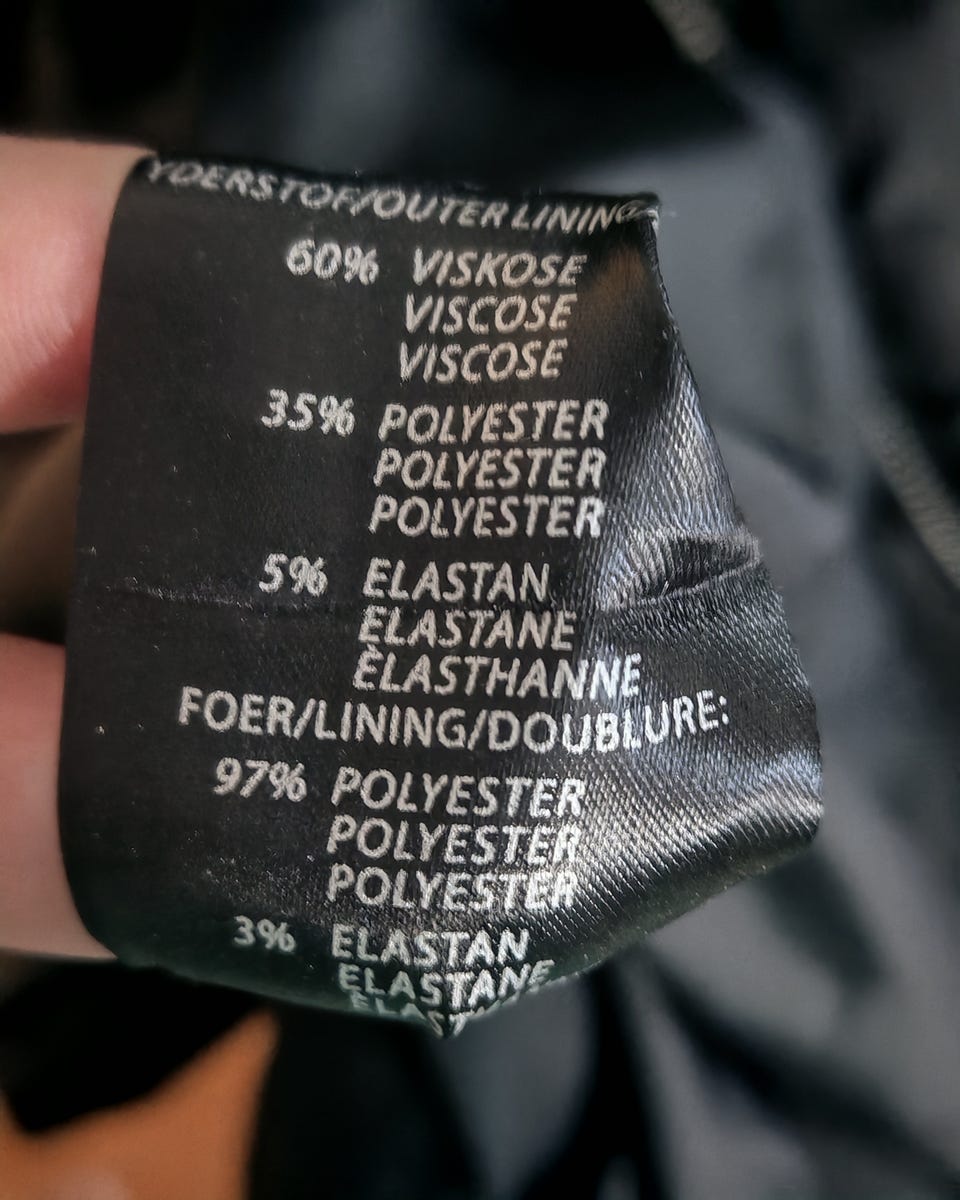 YDERSTOF/OUTER LINING
60% VISKOSE
VISCOSE
VISCOSE
35% POLYESTER
POLYESTER
POLYESTER
5% ELASTAN
ELASTANE
ÈLASTHANNE
FOER/LINING/DOUBLURE:
97% POLYESTER
POLYESTER
POLYESTER
3% ELASTAN
ELASTANE